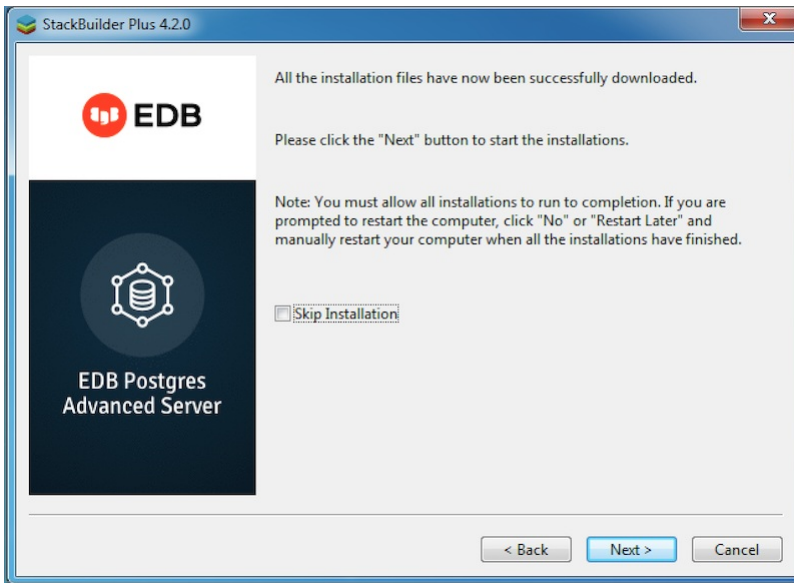 StackBuilder Plus 4.2.0
EDB
EDB Postgres
Advanced Server
All the installation files have now been successfully downloaded.
Please click the "Next" button to start the installations.
Note: You must allow all installations to run to completion. If you are
prompted to restart the computer, click "No" or "Restart Later" and
manually restart your computer when all the installations have finished.
Skip Installation
< Back
Next >
Cancel